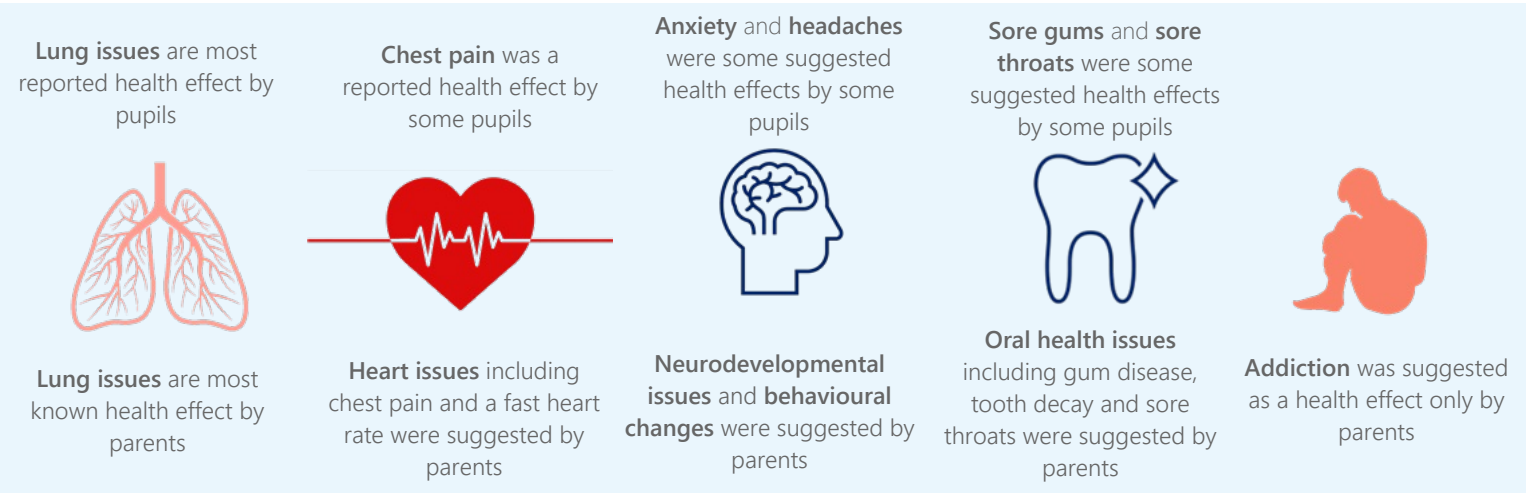 Lung issues are most
reported health effect by
pupils
Chest pain was a
reported health effect by
some pupils
Anxiety and headaches
were some suggested
health effects by some
pupils
Sore gums and sore
throats were some
suggested health effects
by some pupils
Lung issues are most
known health effect by
parents
Heart issues including
chest pain and a fast heart
rate were suggested by
parents
Neurodevelopmental
issues and behavioural
changes were suggested by
parents
Oral health issues
including gum disease,
tooth decay and sore
throats were suggested by
parents
Addiction was suggested
as a health effect only by
parents